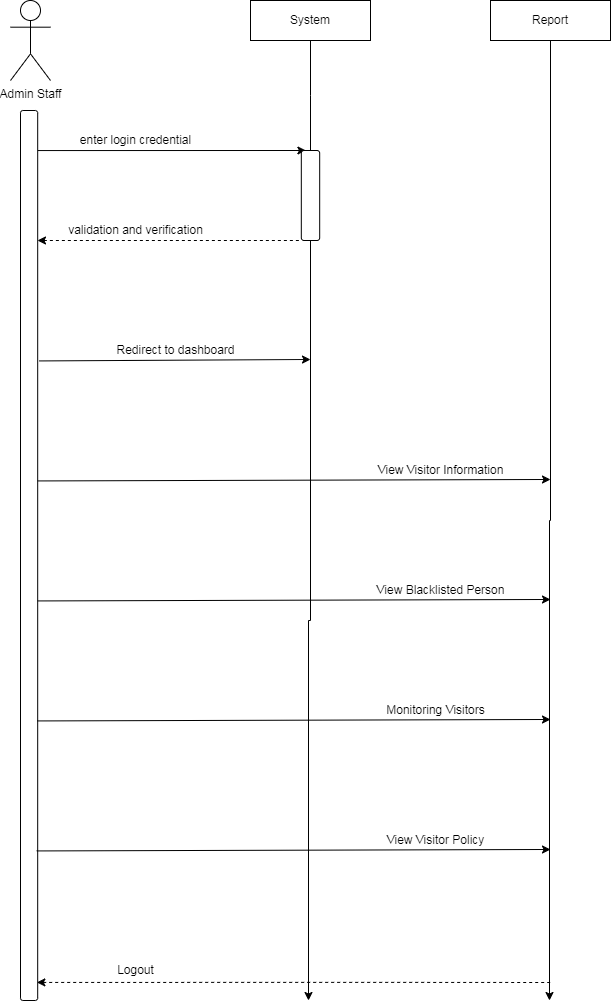 System
Report
Admin Staff
enter login credential
validation and verification
Redirect to dashboard
View Visitor Information
View Blacklisted Person
Monitoring Visitors
View Visitor Policy
Logout